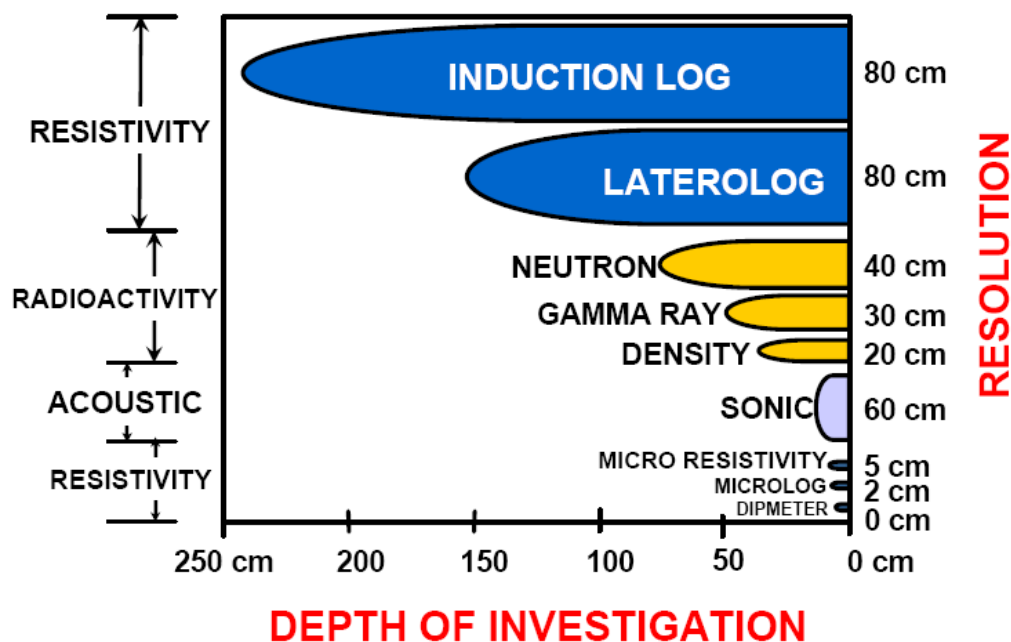 INDUCTION LOG
80 cm
RESISTIVITY
LATEROLOG
80 cm
NEUTRON
40 cm
RADIOACTIVITY
GAMMA RAY
30 cm
DENSITY
20 cm
ACOUSTIC
SONIC
60 cm
MICRO RESISTIVITY
5 cm
RESISTIVITY
MICROLOG
2 cm
DIPMETER
0 cm
RESOLUTION
250 cm
200
150
100
50
0 cm
DEPTH OF INVESTIGATION